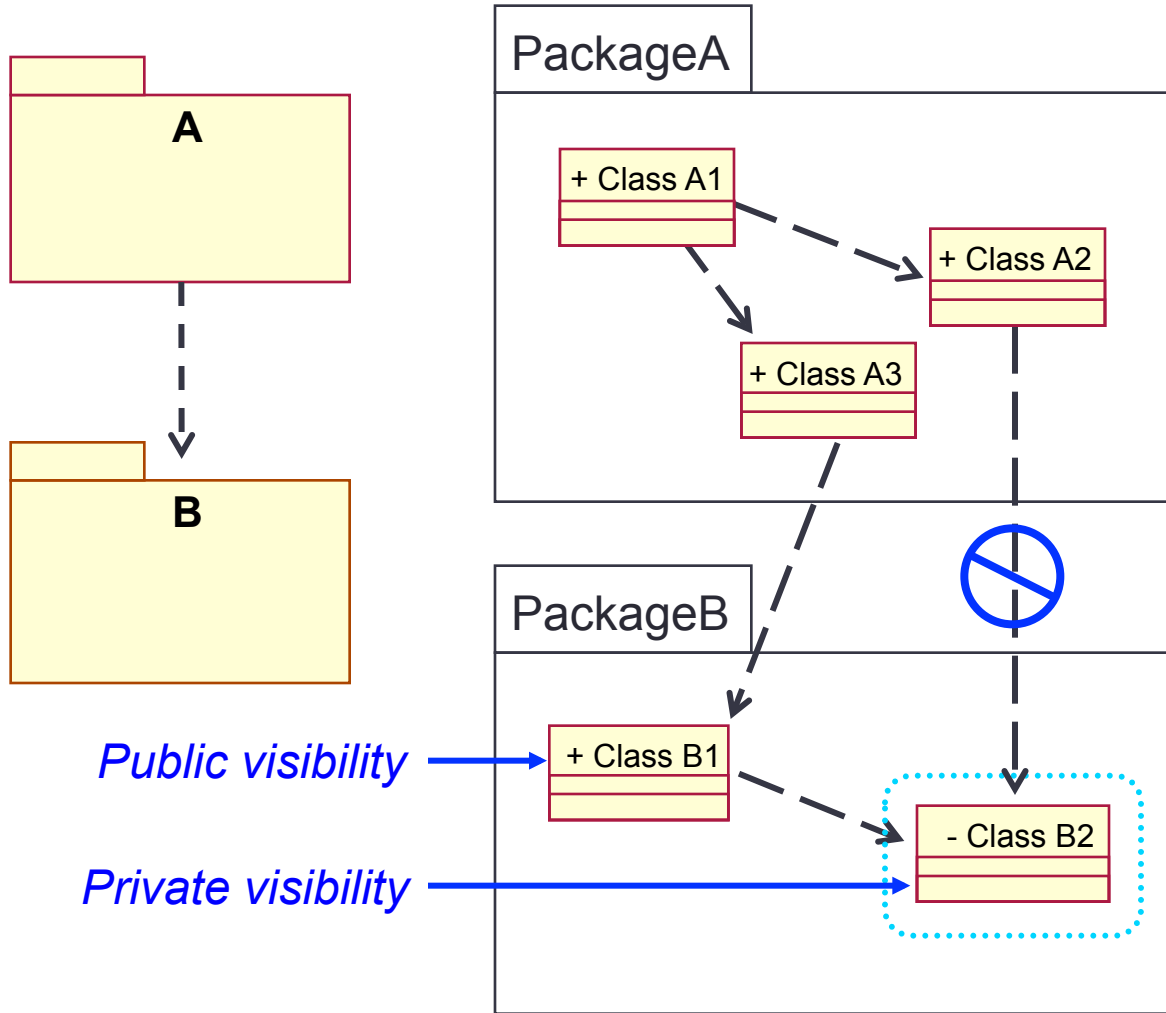 A
B
PackageA
+ Class A1
+ Class A2
+ Class A3
PackageB
Public visibility
+ Class B1
- Class B2
Private visibility